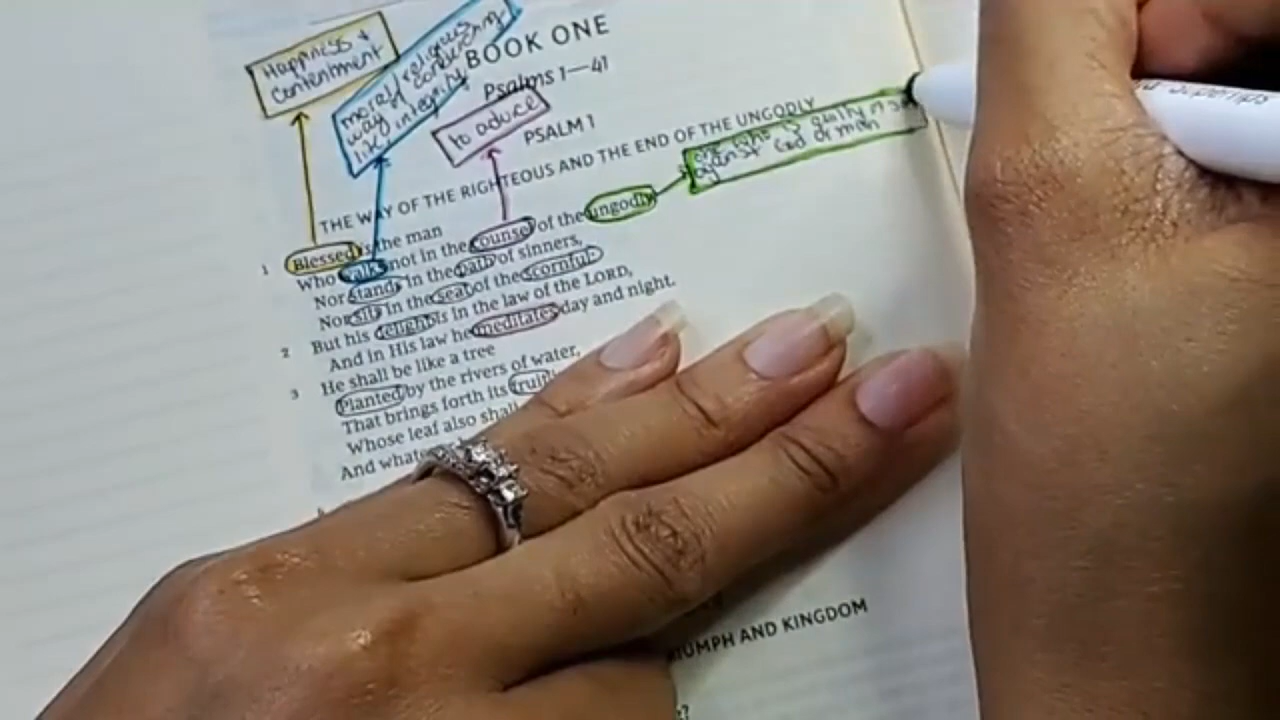 Happiness &
Contentment
moral / religious
way of conducting
life, integrity
BOOK ONE
Psalms 1—41
to advice
PSALM 1
THE WAY OF THE RIGHTEOUS AND THE END OF THE UNGODLY
one who is guilty of sin
against God or man
1 Blessed is the man
Who walks not in the counsel of the ungodly
Nor stands in the path of sinners,
Nor sits in the seat of the scornful;
2 But his delight is in the law of the LORD,
And in His law he meditates day and night.
3 He shall be like a tree
Planted by the rivers of water,
That brings forth its fruit
Whose leaf also shall
And what
AND KINGDOM